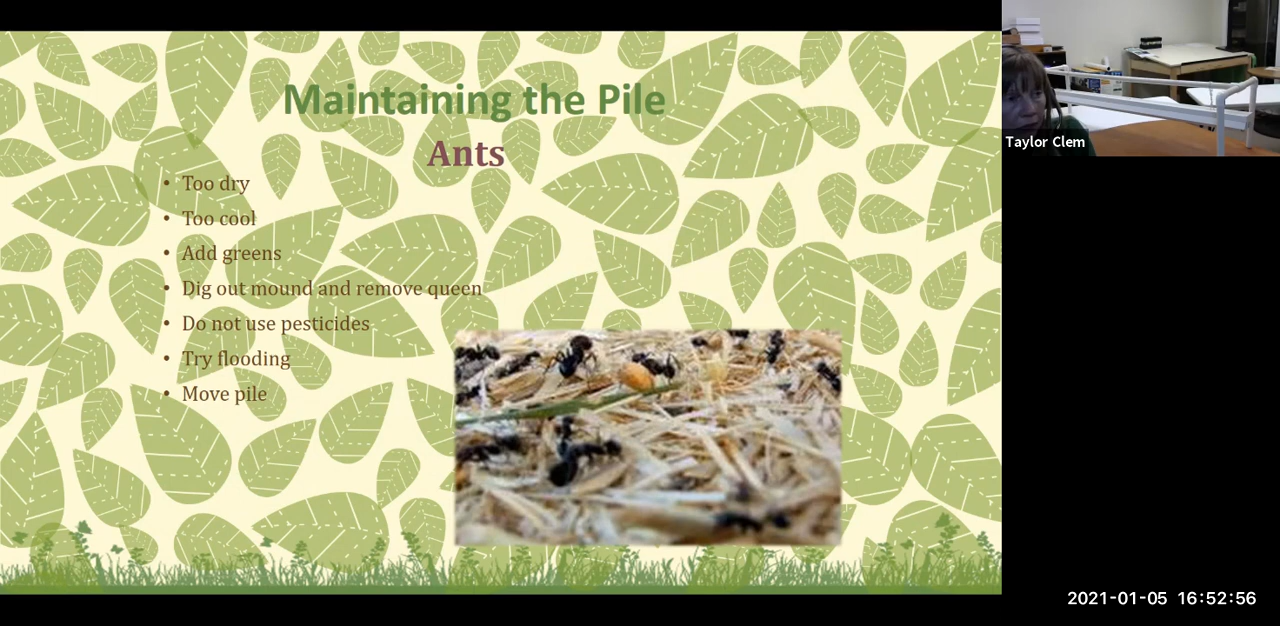 Maintaining the Pile
Ants
• Too dry
• Too cool
• Add greens
• Dig out mound and remove queen
• Do not use pesticides
• Try flooding
• Move pile
Taylor Clem
2021-01-05 16:52:56